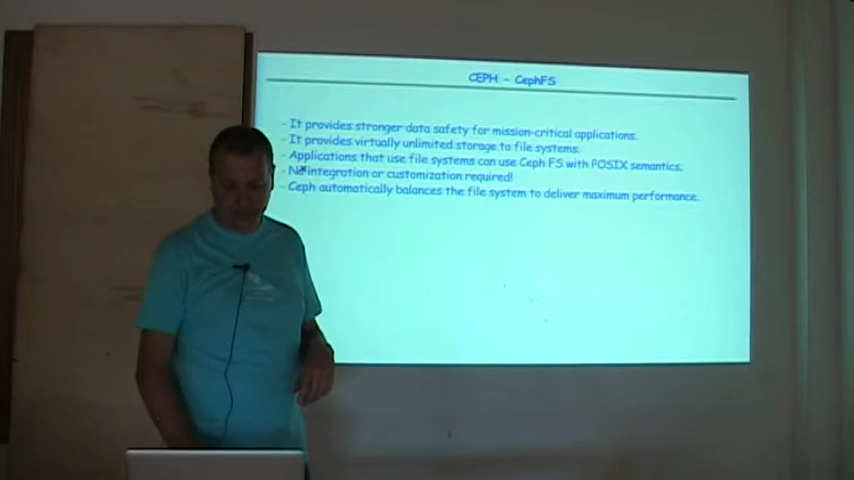 CEPH - CephFS
- It provides stronger data safety for mission-critical applications.
- It provides virtually unlimited storage to file systems.
- Applications that use file systems can use Ceph FS with POSIX semantics.
- No integration or customization required!
- Ceph automatically balances the file system to deliver maximum performance.